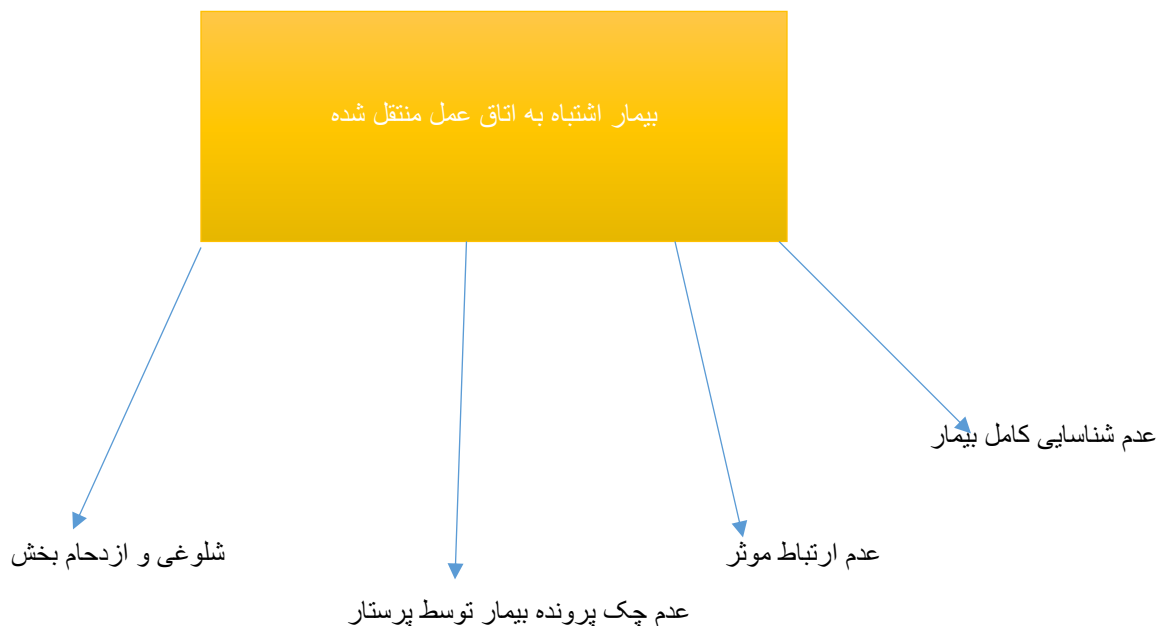 بیمار اشتباه به اتاق عمل منتقل شده
عدم شناسایی کامل بیمار
عدم ارتباط موثر
شلوغی و ازدحام بخش
عدم چک پرونده بیمار توسط پرستار